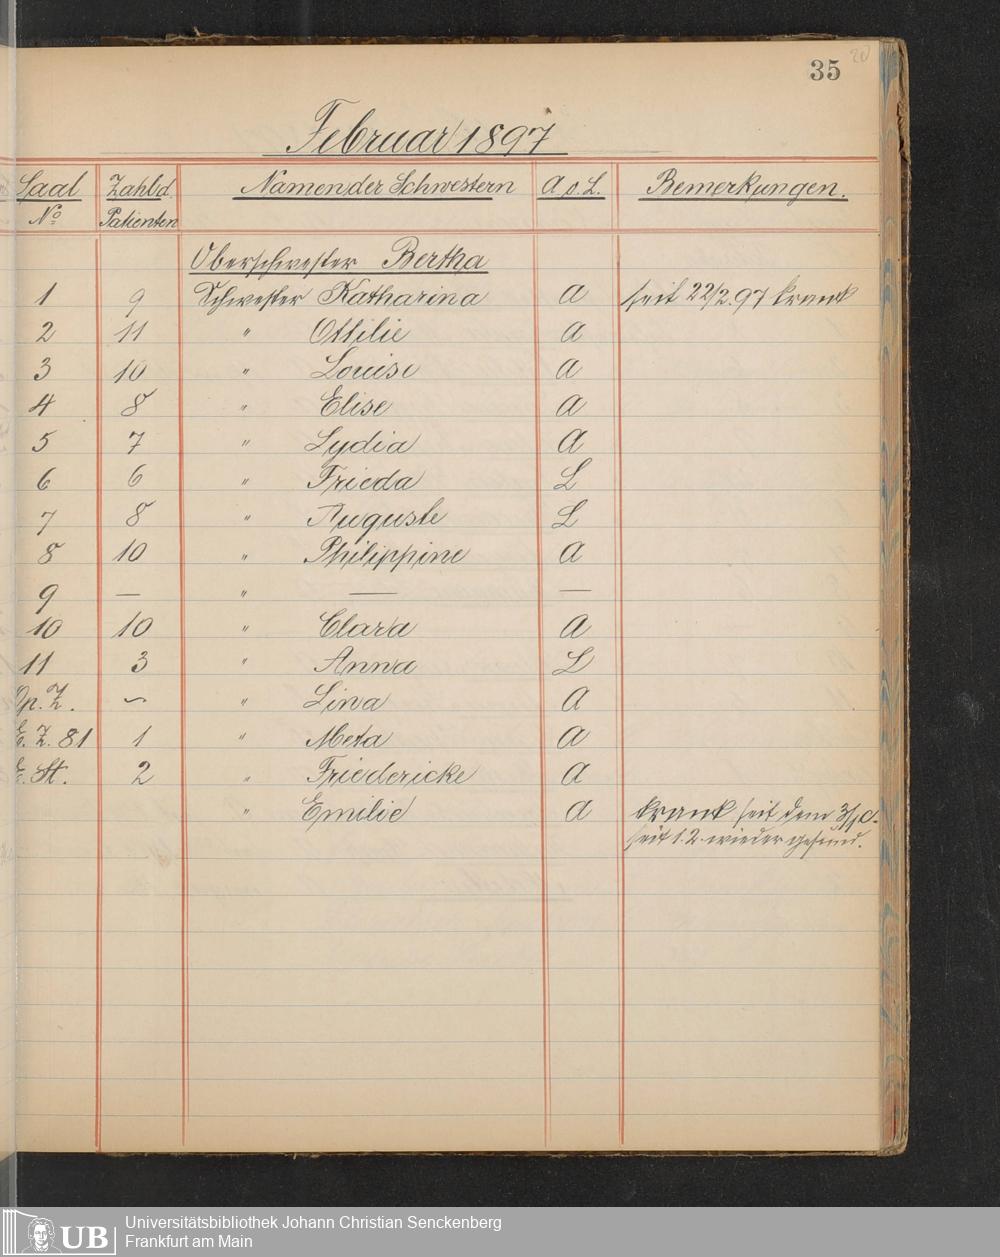 35
Februar 1897
Saal No Zahl d. Patienten Namen der Schwestern A. o. L. Bemerkungen.
Oberschwester Bertha
1 9 Schwester Katharina A seit 22/2.97 krank
2 11 " Ottilie A
3 10 " Louise A
4 8 " Elise A
5 7 " Lydia A
6 6 " Frieda L
7 8 " Auguste L
8 10 " Philippine A
9 — " — —
10 10 " Clara A
11 3 " Anna L
Op. Z. — " Lina A
Z. 81 1 " Meta A
St. 2 " Friedericke A
" Emilie A krank seit dem
seit 1.2. wieder gesund.
UB Universitätsbibliothek Johann Christian Senckenberg
Frankfurt am Main